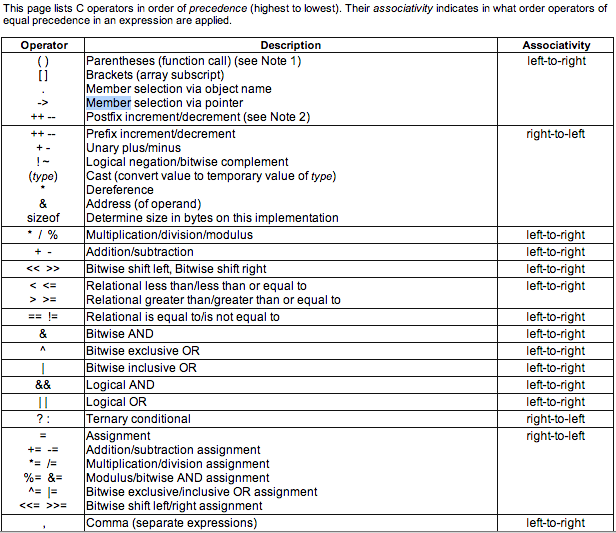 This page lists C operators in order of precedence (highest to lowest). Their associativity indicates in what order operators of
equal precedence in an expression are applied.
Operator Description Associativity
( ) Parentheses (function call) (see Note 1) left-to-right
[ ] Brackets (array subscript)
. Member selection via object name
-> Member selection via pointer
++ -- Postfix increment/decrement (see Note 2)
++ -- Prefix increment/decrement right-to-left
+ - Unary plus/minus
! ~ Logical negation/bitwise complement
(type) Cast (convert value to temporary value of type)
* Dereference
& Address (of operand)
sizeof Determine size in bytes on this implementation
* / % Multiplication/division/modulus left-to-right
+ - Addition/subtraction left-to-right
<< >> Bitwise shift left, Bitwise shift right left-to-right
< <= Relational less than/less than or equal to left-to-right
> >= Relational greater than/greater than or equal to
== != Relational is equal to/is not equal to left-to-right
& Bitwise AND left-to-right
^ Bitwise exclusive OR left-to-right
| Bitwise inclusive OR left-to-right
&& Logical AND left-to-right
|| Logical OR left-to-right
? : Ternary conditional right-to-left
= Assignment right-to-left
+= -= Addition/subtraction assignment
*= /= Multiplication/division assignment
%= &= Modulus/bitwise AND assignment
^= |= Bitwise exclusive/inclusive OR assignment
<<= >>= Bitwise shift left/right assignment
, Comma (separate expressions) left-to-right